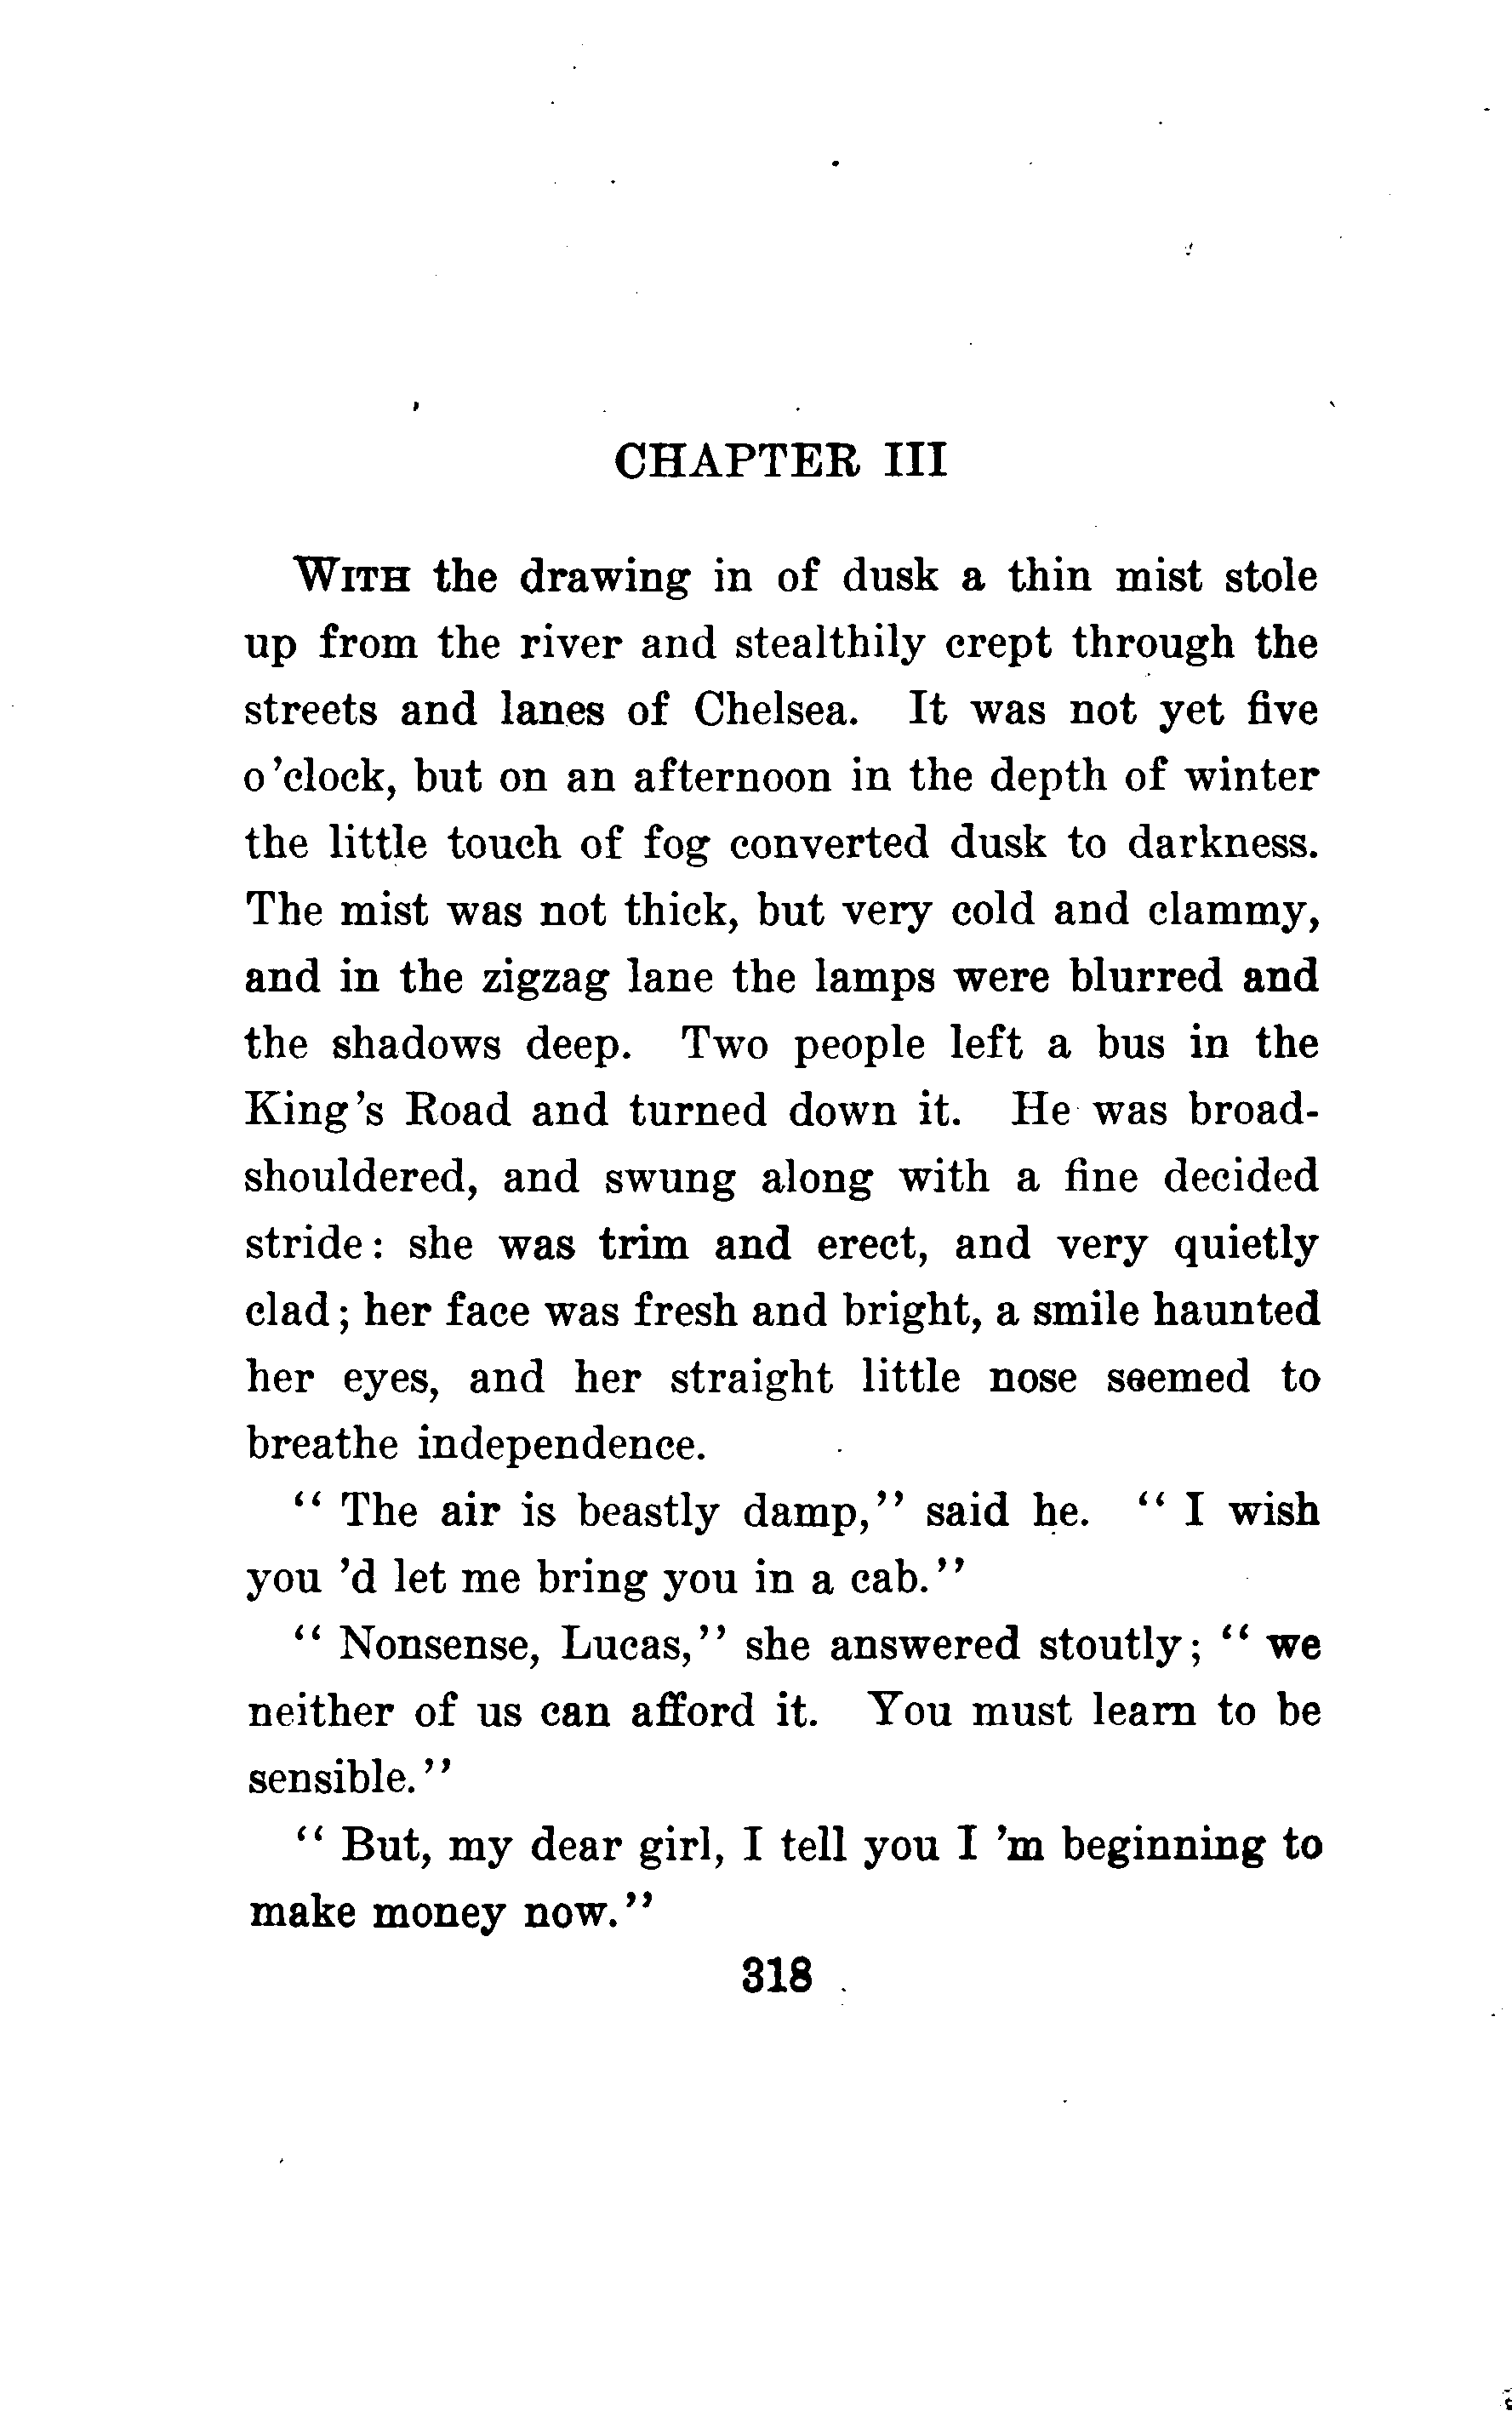 CHAPTER III
WITH the drawing in of dusk a thin mist stole
up from the river and stealthily crept through the
streets and lanes of Chelsea. It was not yet five
o'clock, but on an afternoon in the depth of winter
the little touch of fog converted dusk to darkness.
The mist was not thick, but very cold and clammy,
and in the zigzag lane the lamps were blurred and
the shadows deep. Two people left a bus in the
King's Road and turned down it. He was broad-
shouldered, and swung along with a fine decided
stride: she was trim and erect, and very quietly
clad; her face was fresh and bright, a smile haunted
her eyes, and her straight little nose seemed to
breathe independence.
"The air is beastly damp," said he. "I wish
you 'd let me bring you in a cab."
"Nonsense, Lucas," she answered stoutly; "we
neither of us can afford it. You must learn to be
sensible."
"But, my dear girl, I tell you I 'm beginning to
make money now."
318